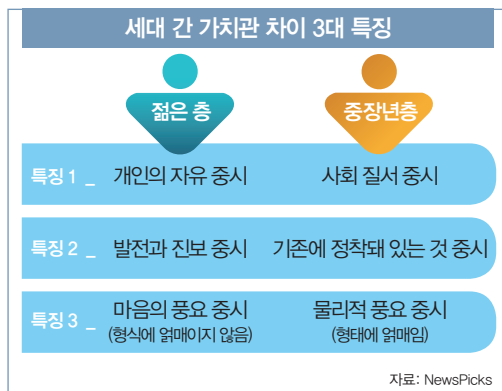 세대 간 가치관 차이 3대 특징
젊은 층 중장년층
특징 1 _ 개인의 자유 중시 사회 질서 중시
특징 2 _ 발전과 진보 중시 기존에 정착돼 있는 것 중시
특징 3 _ 마음의 풍요 중시 물리적 풍요 중시
(형식에 얽매이지 않음) (형태에 얽매임)
자료: NewsPicks